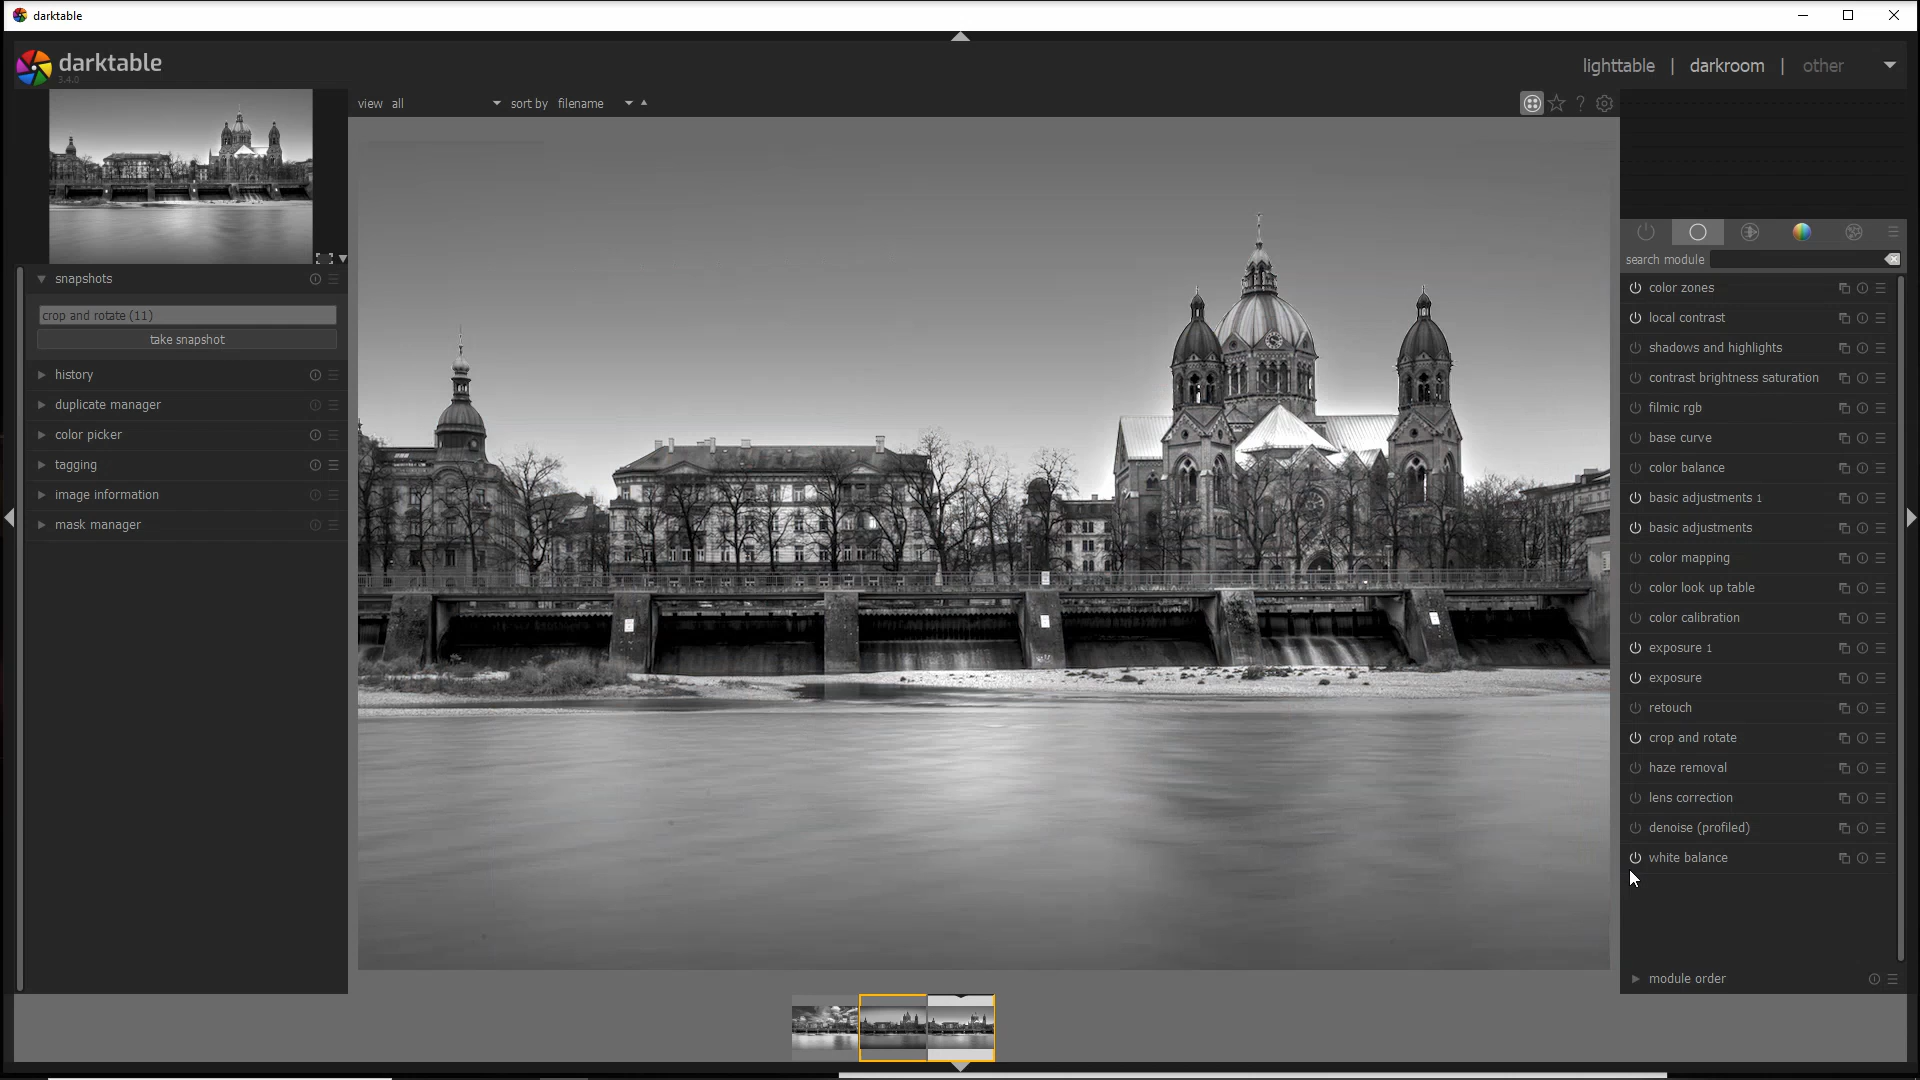 darktable
darktable
3.4.0
lighttable | darkroom | other
view all sort by filename
?
snapshots
crop and rotate (11)
take snapshot
history
duplicate manager
color picker
tagging
image information
mask manager
search module
color zones
local contrast
shadows and highlights
contrast brightness saturation
filmic rgb
base curve
color balance
basic adjustments 1
basic adjustments
color mapping
color look up table
color calibration
exposure 1
exposure
retouch
crop and rotate
haze removal
lens correction
denoise (profiled)
white balance
module order